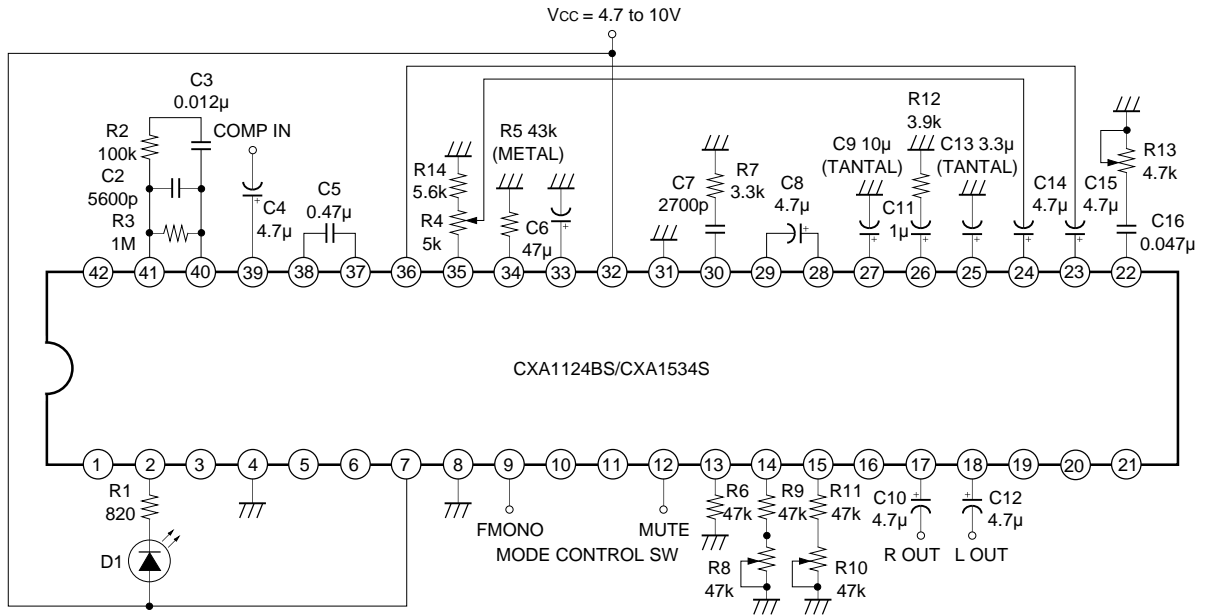 VCC = 4.7 to 10V
C3
0.012µ
R2
100k
COMP IN
C2
5600p
R3
1M
C4
4.7µ
C5
0.47µ
R14
5.6k
R4
5k
R5 43k
(METAL)
C6
47µ
C7
2700p
R7
3.3k
C8
4.7µ
C9 10µ
(TANTAL)
C11
1µ
R12
3.9k
C13 3.3µ
(TANTAL)
C14
4.7µ
C15
4.7µ
R13
4.7k
C16
0.047µ
42 41 40 39 38 37 36 35 34 33 32 31 30 29 28 27 26 25 24 23 22
CXA1124BS/CXA1534S
1 2 3 4 5 6 7 8 9 10 11 12 13 14 15 16 17 18 19 20 21
R1
820
D1
FMONO
MUTE
MODE CONTROL SW
R6
47k
R9
47k
R11
47k
R8
47k
R10
47k
C10
4.7µ
C12
4.7µ
R OUT
L OUT